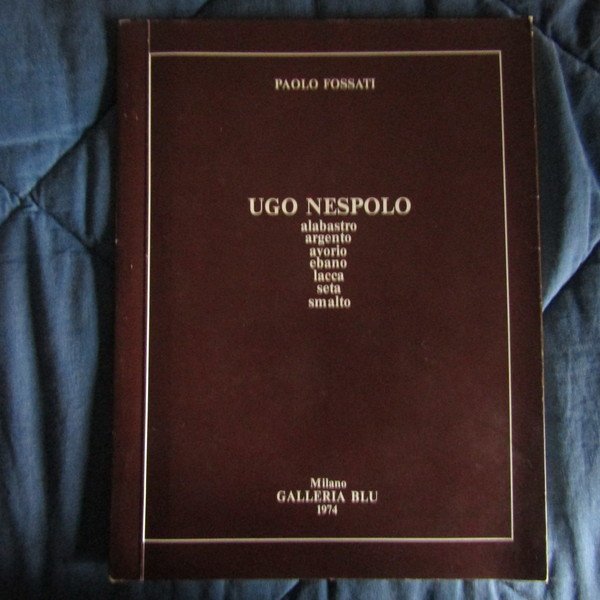 PAOLO FOSSATI
UGO NESPOLO
alabastro
argento
avorio
ebano
lacca
seta
smalto
Milano
GALLERIA BLU
1974